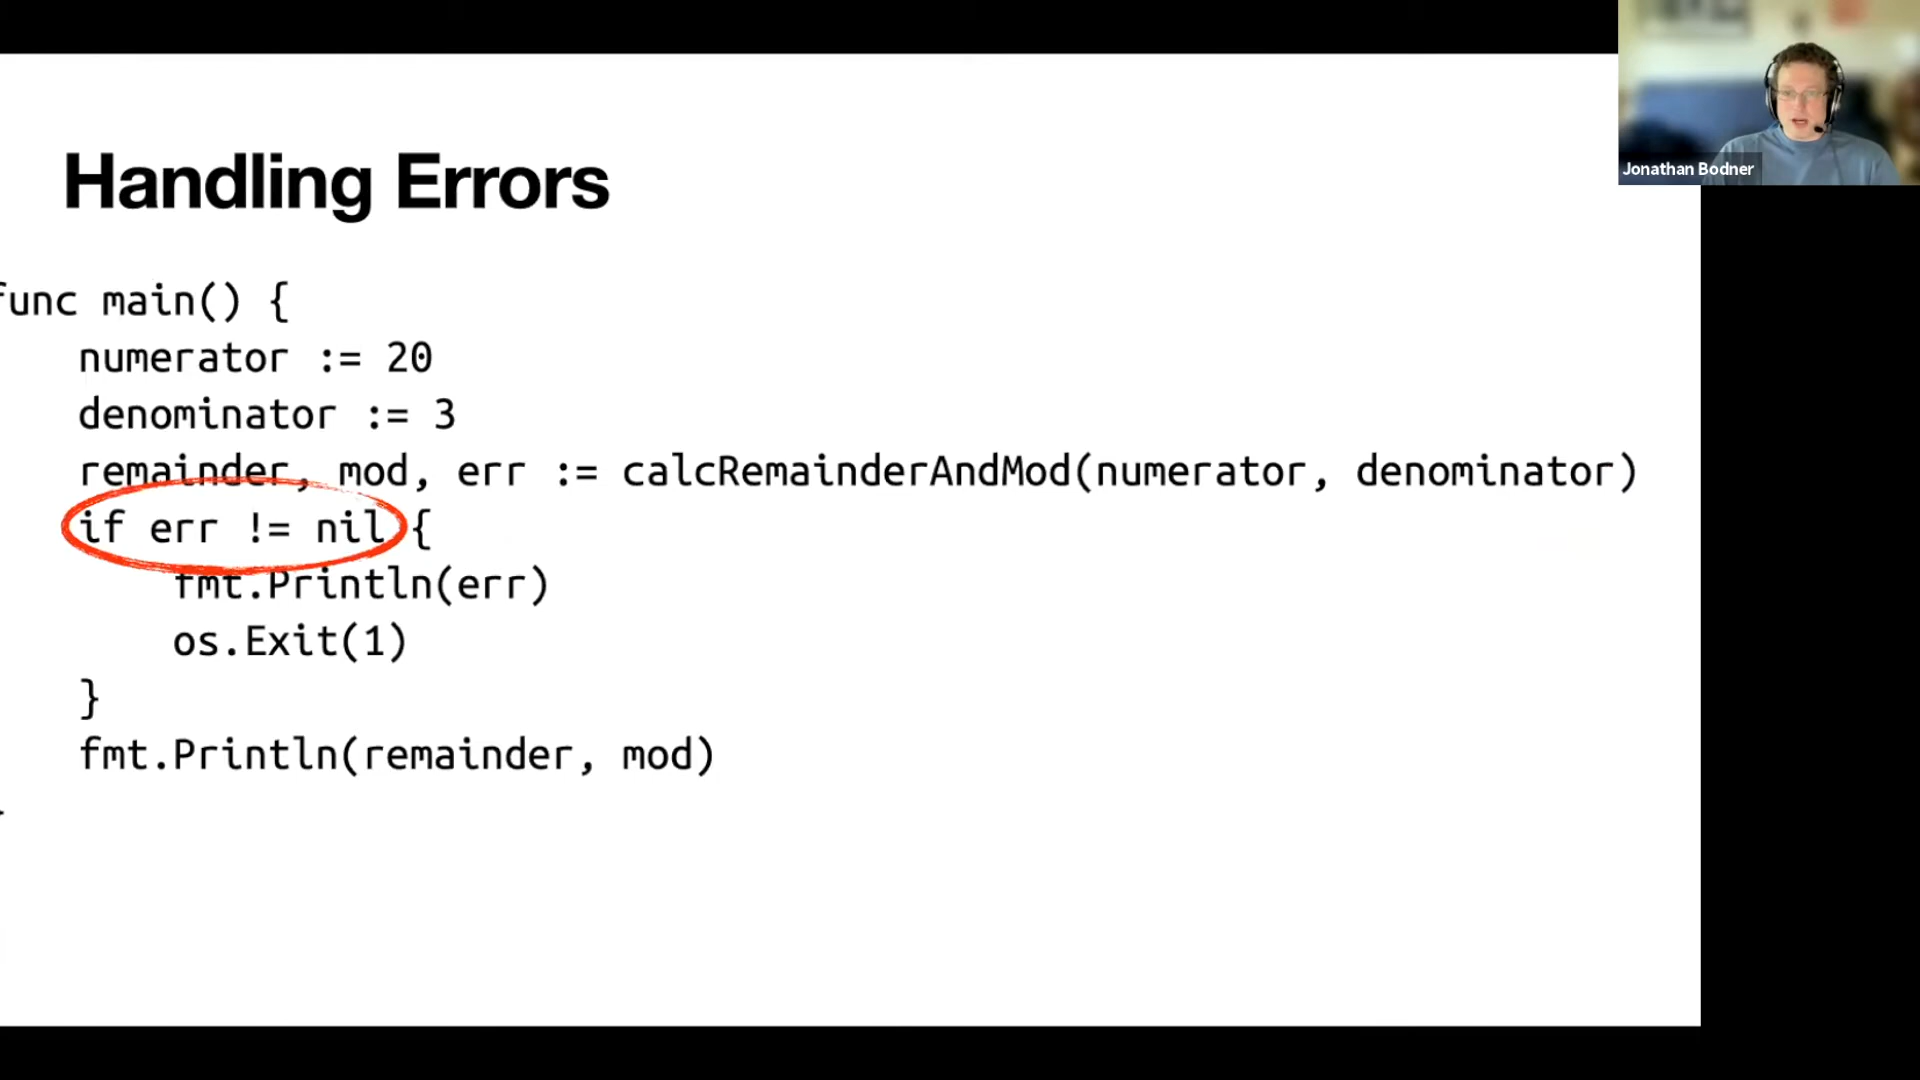 Handling Errors
func main() {
    numerator := 20
    denominator := 3
    remainder, mod, err := calcRemainderAndMod(numerator, denominator)
    if err != nil {
        fmt.Println(err)
        os.Exit(1)
    }
    fmt.Println(remainder, mod)
Jonathan Bodner